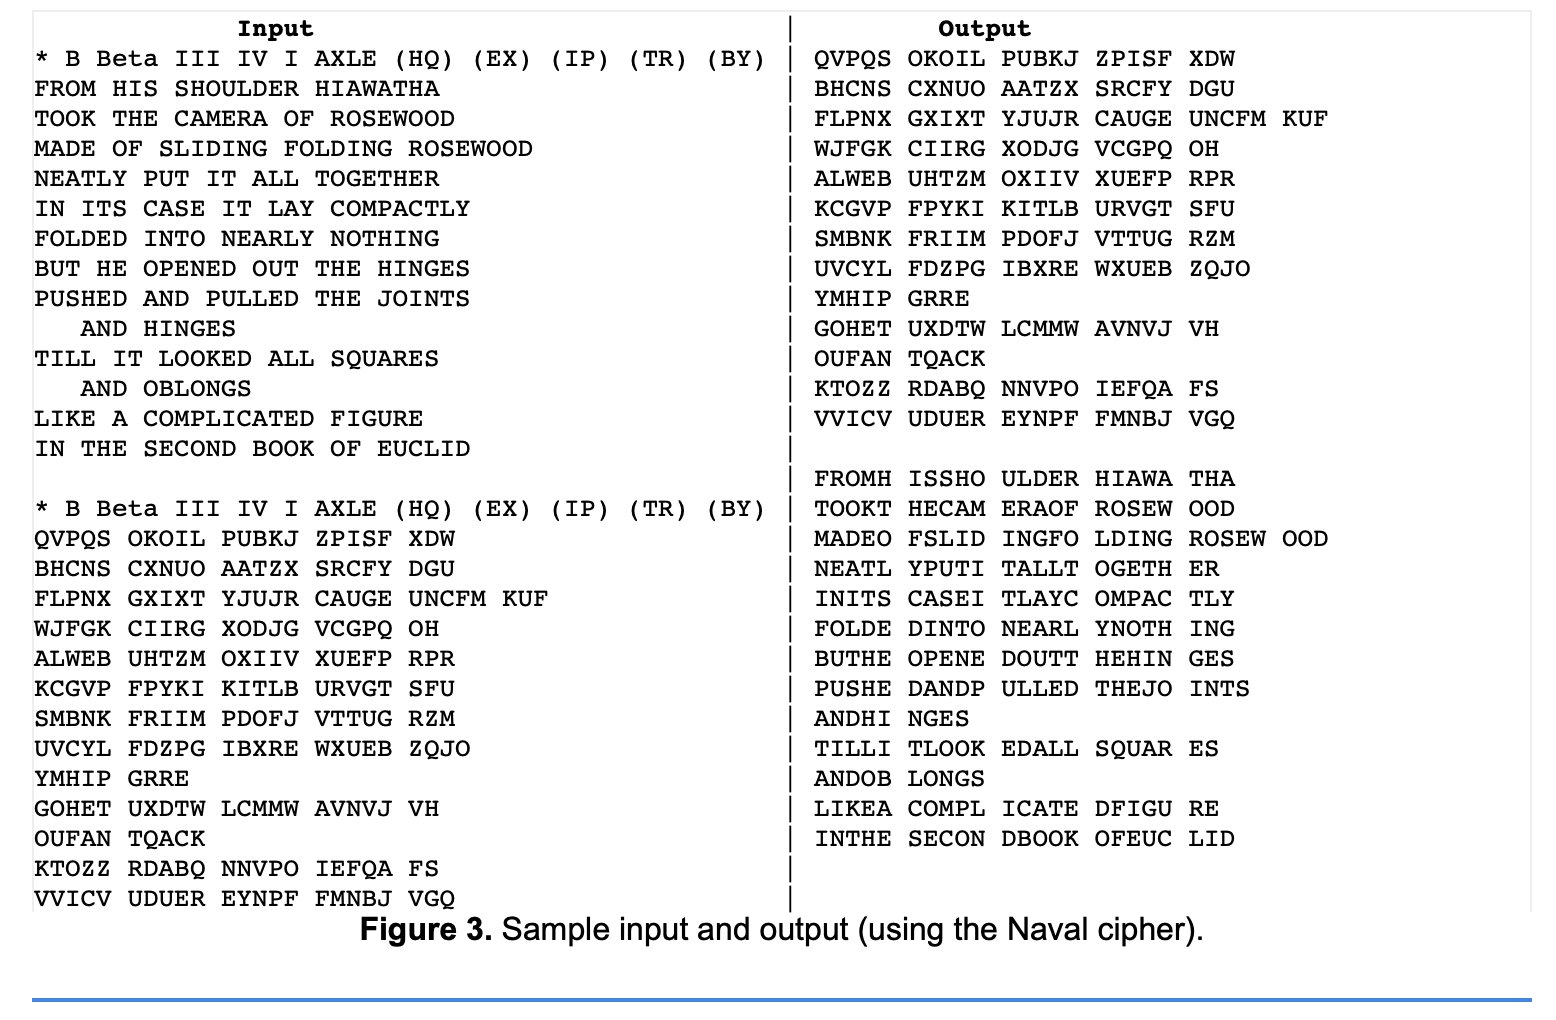 Input | Output
* B Beta III IV I AXLE (HQ) (EX) (IP) (TR) (BY) | QVPQS OKOIL PUBKJ ZPISF XDW
FROM HIS SHOULDER HIAWATHA | BHCNS CXNUO AATZX SRCFY DGU
TOOK THE CAMERA OF ROSEWOOD | FLPNX GXIXT YJUJR CAUGE UNCFM KUF
MADE OF SLIDING FOLDING ROSEWOOD | WJFGK CIIRG XODJG VCGPQ OH
NEATLY PUT IT ALL TOGETHER | ALWEB UHTZM OXIIV XUEFP RPR
IN ITS CASE IT LAY COMPACTLY | KCGVP FPYKI KITLB URVGT SFU
FOLDED INTO NEARLY NOTHING | SMBNK FRIIM PDOFJ VTTUG RZM
BUT HE OPENED OUT THE HINGES | UVCYL FDZPG IBXRE WXUEB ZQJO
PUSHED AND PULLED THE JOINTS | YMHIP GRRE
AND HINGES | GOHET UXDTW LCMMW AVNVJ VH
TILL IT LOOKED ALL SQUARES | OUFAN TQACK
AND OBLONGS | KTOZZ RDABQ NNVPO IEFQA FS
LIKE A COMPLICATED FIGURE | VVICV UDUER EYNPF FMNBJ VGQ
IN THE SECOND BOOK OF EUCLID |
| FROMH ISSHO ULDER HIAWA THA
* B Beta III IV I AXLE (HQ) (EX) (IP) (TR) (BY) | TOOKT HECAM ERAOF ROSEW OOD
QVPQS OKOIL PUBKJ ZPISF XDW | MADEO FSLID INGFO LDING ROSEW OOD
BHCNS CXNUO AATZX SRCFY DGU | NEATL YPUTI TALLT OGETH ER
FLPNX GXIXT YJUJR CAUGE UNCFM KUF | INITS CASEI TLAYC OMPAC TLY
WJFGK CIIRG XODJG VCGPQ OH | FOLDE DINTO NEARL YNOTH ING
ALWEB UHTZM OXIIV XUEFP RPR | BUTHE OPENE DOUTT HEHIN GES
KCGVP FPYKI KITLB URVGT SFU | PUSHE DANDP ULLED THEJO INTS
SMBNK FRIIM PDOFJ VTTUG RZM | ANDHI NGES
UVCYL FDZPG IBXRE WXUEB ZQJO | TILLI TLOOK EDALL SQUAR ES
YMHIP GRRE | ANDOB LONGS
GOHET UXDTW LCMMW AVNVJ VH | LIKEA COMPL ICATE DFIGU RE
OUFAN TQACK | INTHE SECON DBOOK OFEUC LID
KTOZZ RDABQ NNVPO IEFQA FS |
VVICV UDUER EYNPF FMNBJ VGQ |
Figure 3. Sample input and output (using the Naval cipher).